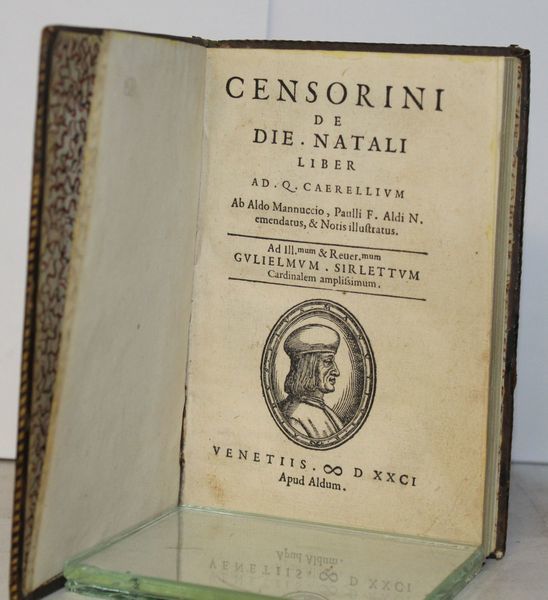 CENSORINI
DE
DIE. NATALI
LIBER
AD. Q. CAERELLIVM
Ab Aldo Mannuccio, Paulli F. Aldi N.
emendatus, & Notis illuſtratus.
Ad Ill.mum & Reuer.mum
GVLIELMVM. SIRLETTVM
Cardinalem ampliſsimum.
VENETIIS. ∞ D XXCI
Apud Aldum.